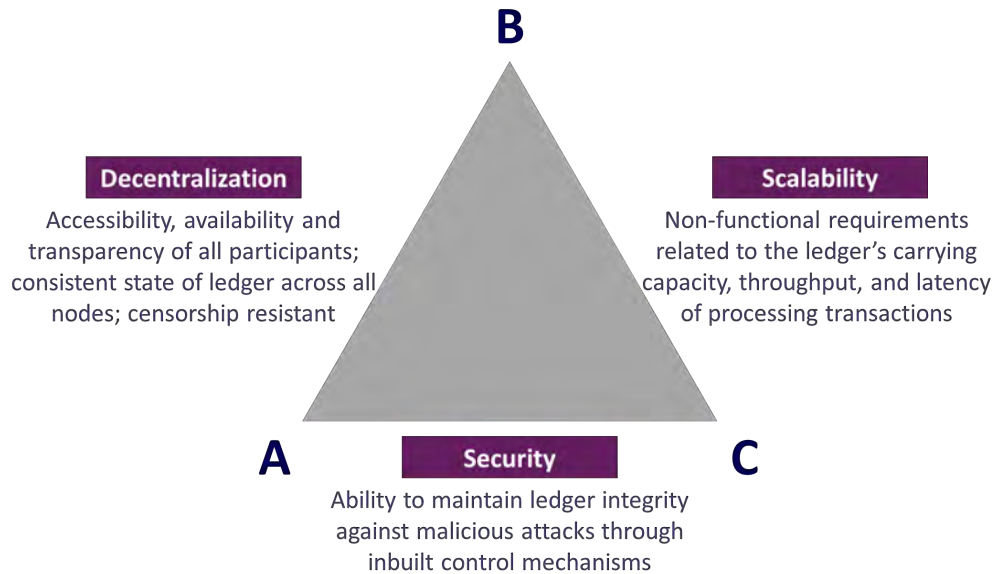 B
Decentralization
Accessibility, availability and
transparency of all participants;
consistent state of ledger across all
nodes; censorship resistant
Scalability
Non-functional requirements
related to the ledger's carrying
capacity, throughput, and latency
of processing transactions
A
Security
Ability to maintain ledger integrity
against malicious attacks through
inbuilt control mechanisms
C